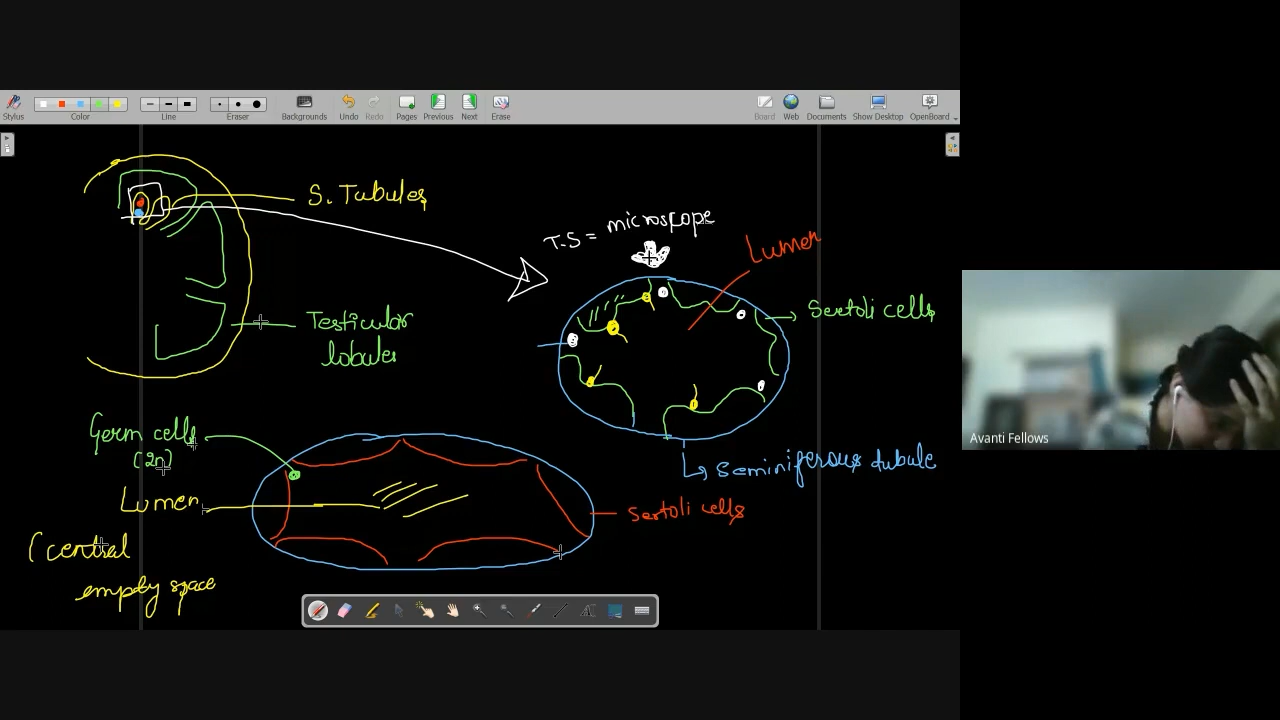 Stylus
Color
Line
Eraser
Backgrounds
Undo
Redo
Pages
Previous
Next
Erase
Board
Web
Documents
Show Desktop
OpenBoard
S. Tubules
T.S = microscope
Lumen
Sertoli cells
Testicular
lobules
Germ cells
(2n)
Lumen
(central
empty space
Sertoli cells
Seminiferous tubule
Avanti Fellows